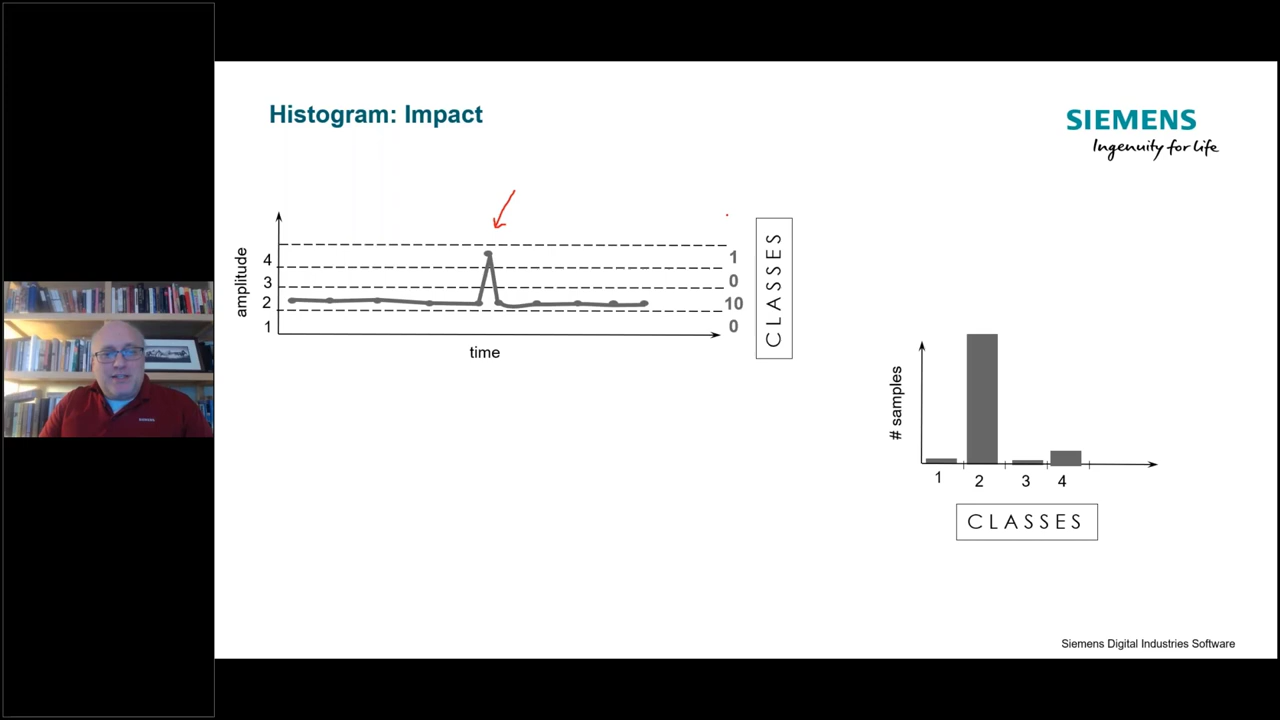 Histogram: Impact
SIEMENS
Ingenuity for life
amplitude
4
3
2
1
time
1
0
10
0
CLASSES
# samples
1 2 3 4
CLASSES
Siemens Digital Industries Software